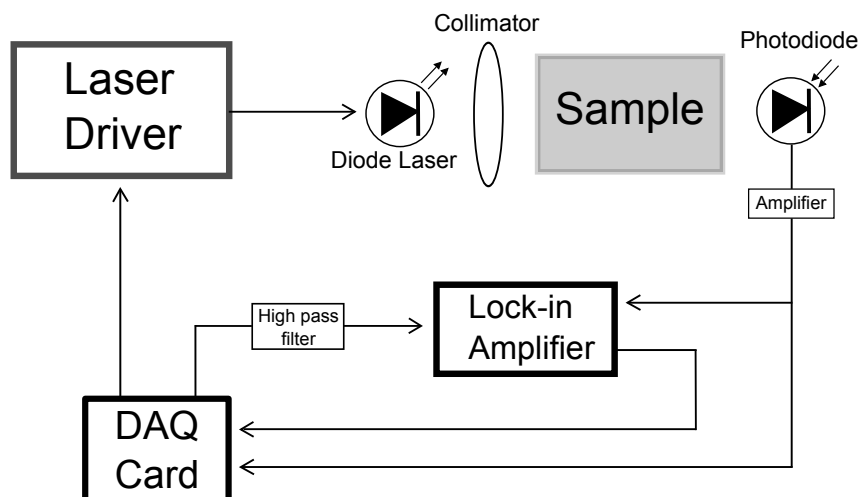 Collimator
Photodiode
Laser
Driver
Diode Laser
Sample
Amplifier
High pass
filter
Lock-in
Amplifier
DAQ
Card